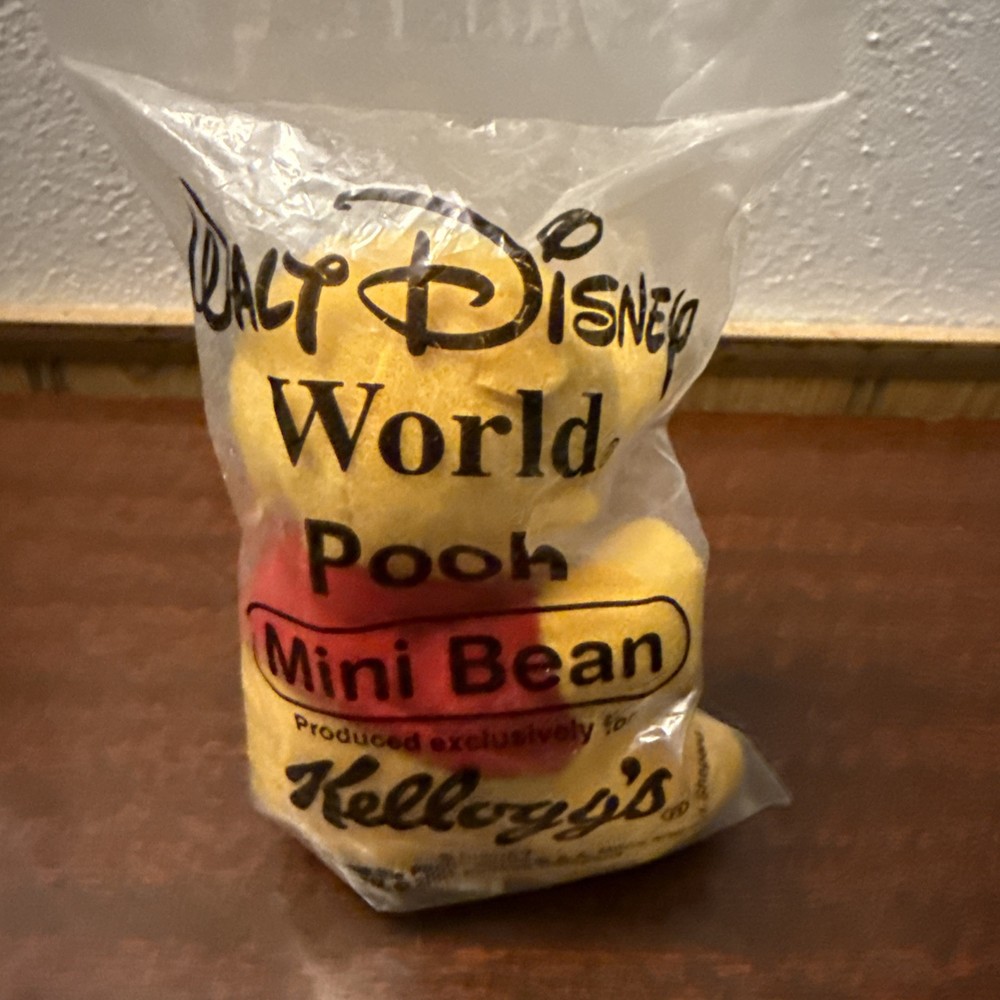 WALT DISNEY
World®
Pooh
Mini Bean
Produced exclusively for
Kellogg's®